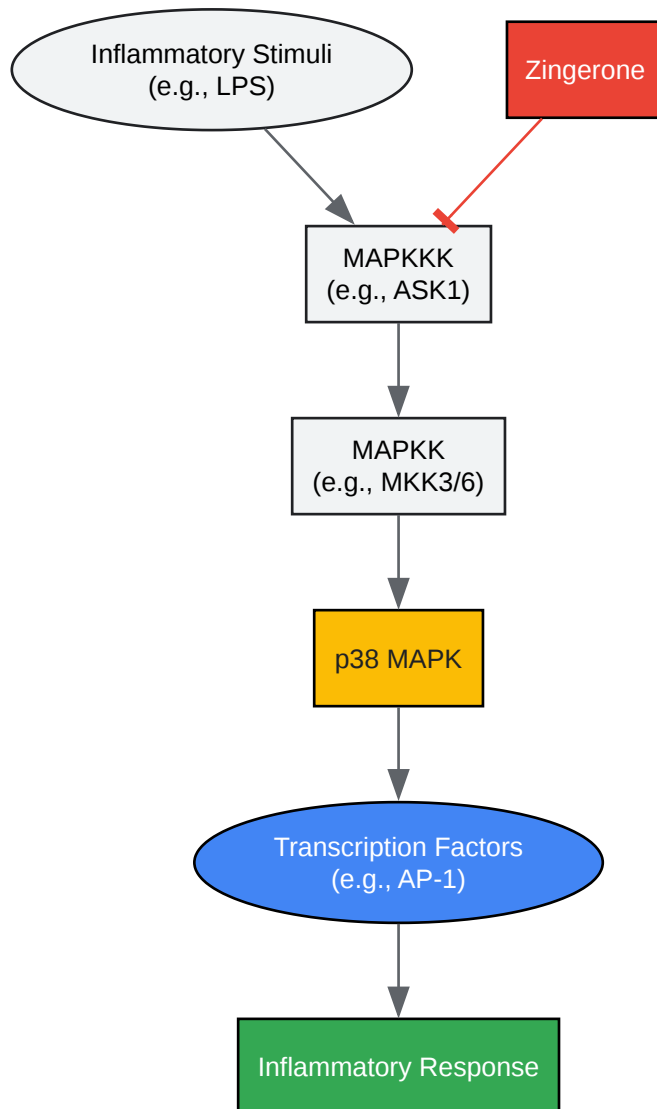 Inflammatory Stimuli
(e.g., LPS)
Zingerone
MAPKKK
(e.g., ASK1)
MAPKK
(e.g., MKK3/6)
p38 MAPK
Transcription Factors
(e.g., AP-1)
Inflammatory Response